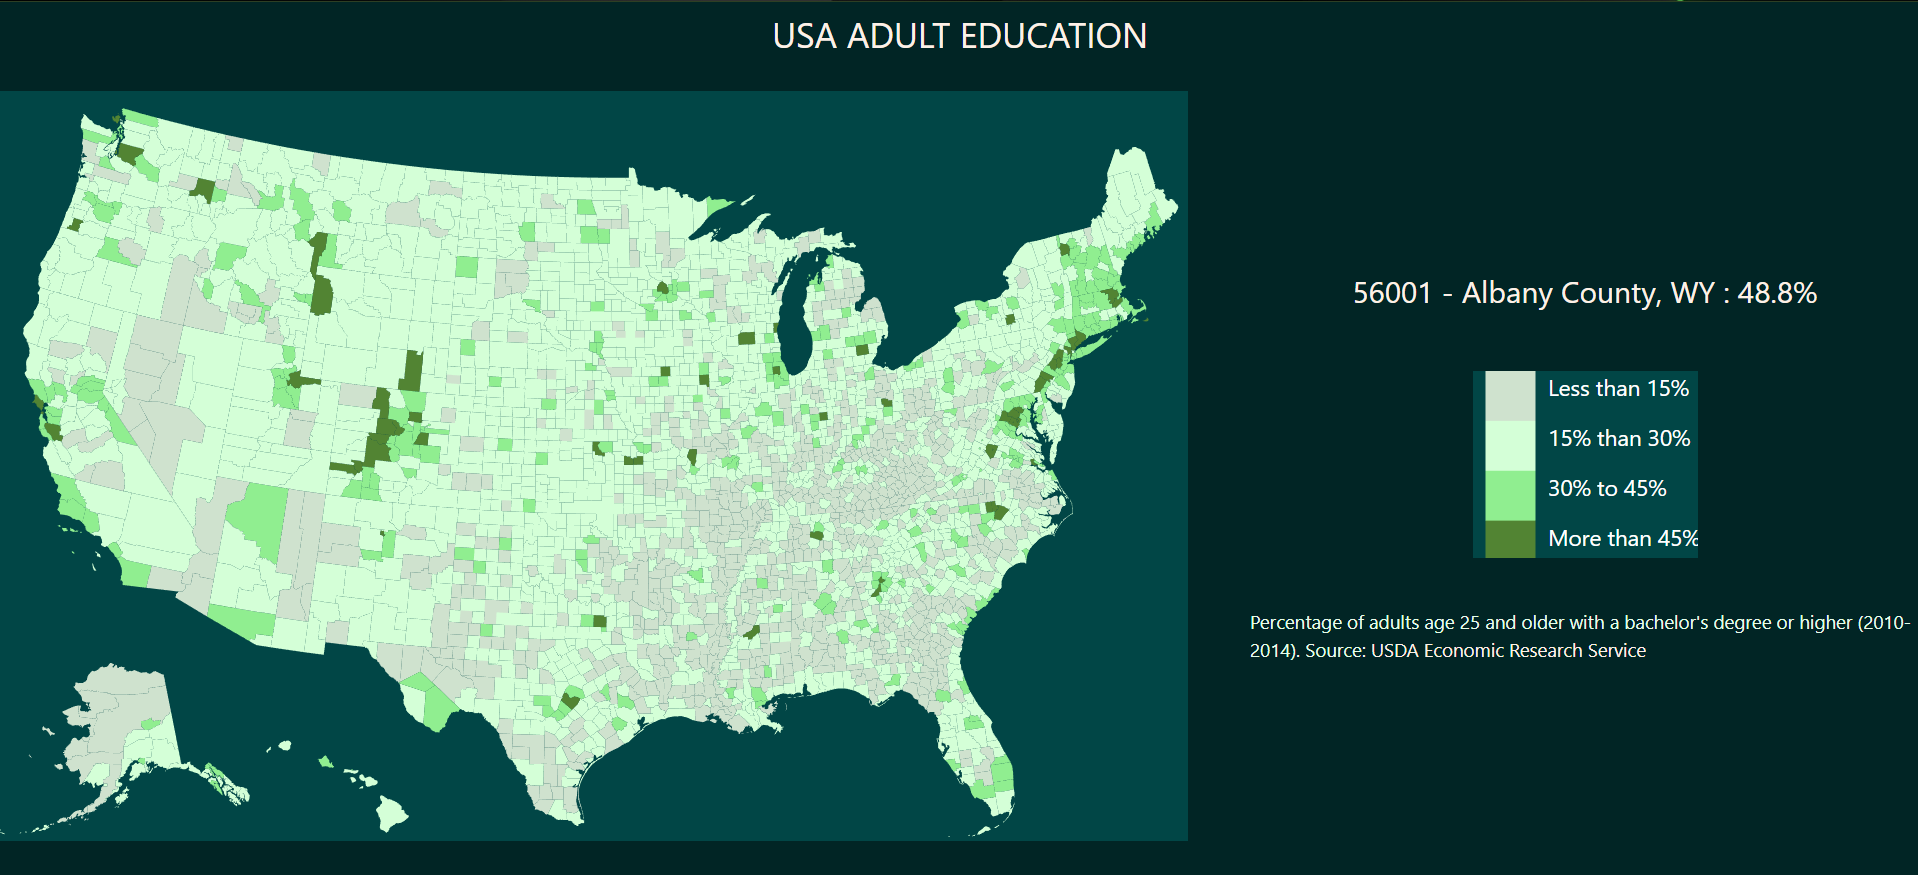 USA ADULT EDUCATION
56001 - Albany County, WY : 48.8%
Less than 15%
15% than 30%
30% to 45%
More than 45%
Percentage of adults age 25 and older with a bachelor's degree or higher (2010-
2014). Source: USDA Economic Research Service